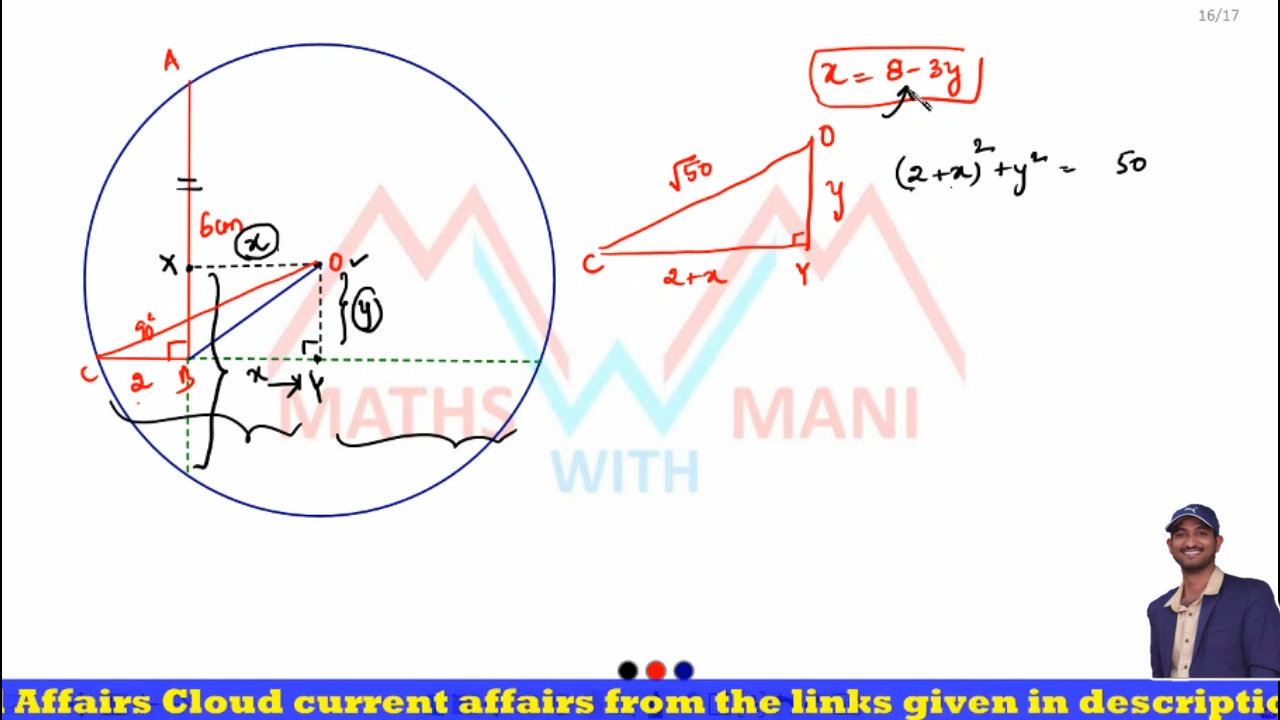 16/17
A
x = 8 - 3y
O
√50
(2+x)² + y² = 50
y
6cm
x
X
O ✓
C
Y
2+x
y
90°
C
2
B
x → Y
MATHS
WITH
MANI
Affairs Cloud current affairs from the links given in descripti